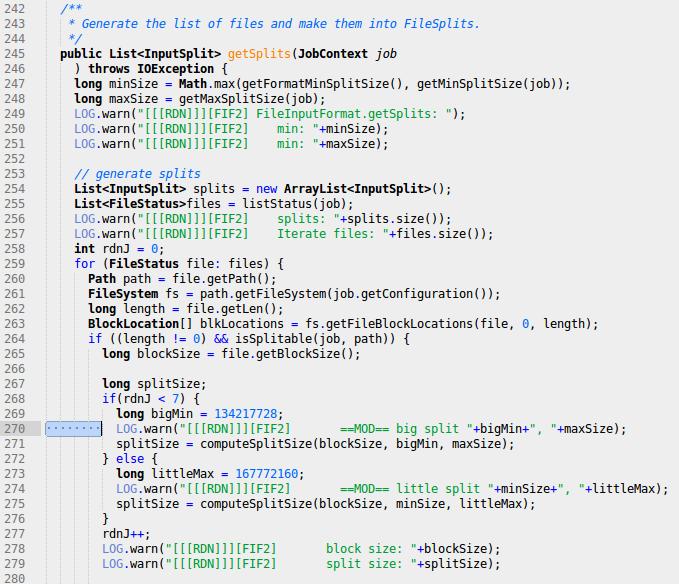 242   /**
243    * Generate the list of files and make them into FileSplits.
244    */
245   public List<InputSplit> getSplits(JobContext job
246     ) throws IOException {
247     long minSize = Math.max(getFormatMinSplitSize(), getMinSplitSize(job));
248     long maxSize = getMaxSplitSize(job);
249     LOG.warn("[[[RDN]]][FIF2] FileInputFormat.getSplits: ");
250     LOG.warn("[[[RDN]]][FIF2]    min: "+minSize);
251     LOG.warn("[[[RDN]]][FIF2]    min: "+maxSize);
252
253     // generate splits
254     List<InputSplit> splits = new ArrayList<InputSplit>();
255     List<FileStatus>files = listStatus(job);
256     LOG.warn("[[[RDN]]][FIF2]    splits: "+splits.size());
257     LOG.warn("[[[RDN]]][FIF2]    Iterate files: "+files.size());
258     int rdnJ = 0;
259     for (FileStatus file: files) {
260       Path path = file.getPath();
261       FileSystem fs = path.getFileSystem(job.getConfiguration());
262       long length = file.getLen();
263       BlockLocation[] blkLocations = fs.getFileBlockLocations(file, 0, length);
264       if ((length != 0) && isSplitable(job, path)) {
265         long blockSize = file.getBlockSize();
266
267         long splitSize;
268         if(rdnJ < 7) {
269           long bigMin = 134217728;
270           LOG.warn("[[[RDN]]][FIF2]       ==MOD== big split "+bigMin+", "+maxSize);
271           splitSize = computeSplitSize(blockSize, bigMin, maxSize);
272         } else {
273           long littleMax = 167772160;
274           LOG.warn("[[[RDN]]][FIF2]       ==MOD== little split "+minSize+", "+littleMax);
275           splitSize = computeSplitSize(blockSize, minSize, littleMax);
276         }
277         rdnJ++;
278         LOG.warn("[[[RDN]]][FIF2]       block size: "+blockSize);
279         LOG.warn("[[[RDN]]][FIF2]       split size: "+splitSize);
280